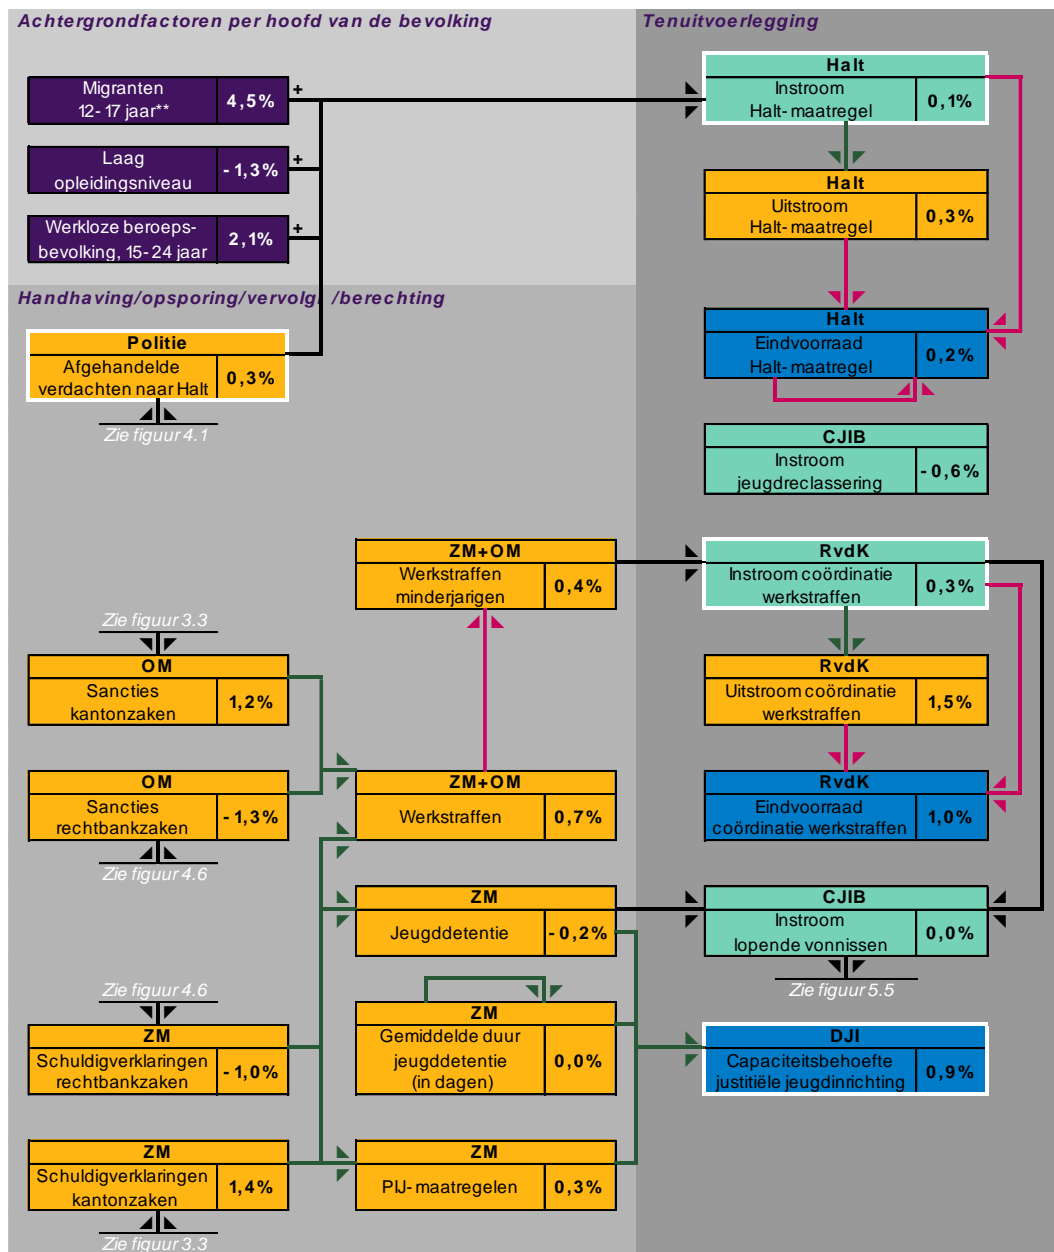 Achtergrondfactoren per hoofd van de bevolking
Migranten
12-17 jaar**
4,5%
+
Laag
opleidingsniveau
-1,3%
+
Werkloze beroeps-
bevolking, 15-24 jaar
2,1%
+
Handhaving/opsporing/vervolgi /berechting
Politie
Afgehandelde
verdachten naar Halt
0,3%
Zie figuur 4.1
ZM+OM
Werkstraffen
minderjarigen
0,4%
Zie figuur 3.3
OM
Sancties
kantonzaken
1,2%
OM
Sancties
rechtbankzaken
-1,3%
Zie figuur 4.6
ZM+OM
Werkstraffen
0,7%
ZM
Jeugddetentie
-0,2%
Zie figuur 4.6
ZM
Schuldigverklaringen
rechtbankzaken
-1,0%
ZM
Gemiddelde duur
jeugddetentie
(in dagen)
0,0%
ZM
Schuldigverklaringen
kantonzaken
1,4%
Zie figuur 3.3
ZM
PIJ-maatregelen
0,3%
Tenuitvoerlegging
Halt
Instroom
Halt-maatregel
0,1%
Halt
Uitstroom
Halt-maatregel
0,3%
Halt
Eindvoorraad
Halt-maatregel
0,2%
CJIB
Instroom
jeugdreclassering
-0,6%
RvdK
Instroom coördinatie
werkstraffen
0,3%
RvdK
Uitstroom coördinatie
werkstraffen
1,5%
RvdK
Eindvoorraad
coördinatie werkstraffen
1,0%
CJIB
Instroom
lopende vonnissen
0,0%
Zie figuur 5.5
DJI
Capaciteitsbehoefte
justitiële jeugdinrichting
0,9%